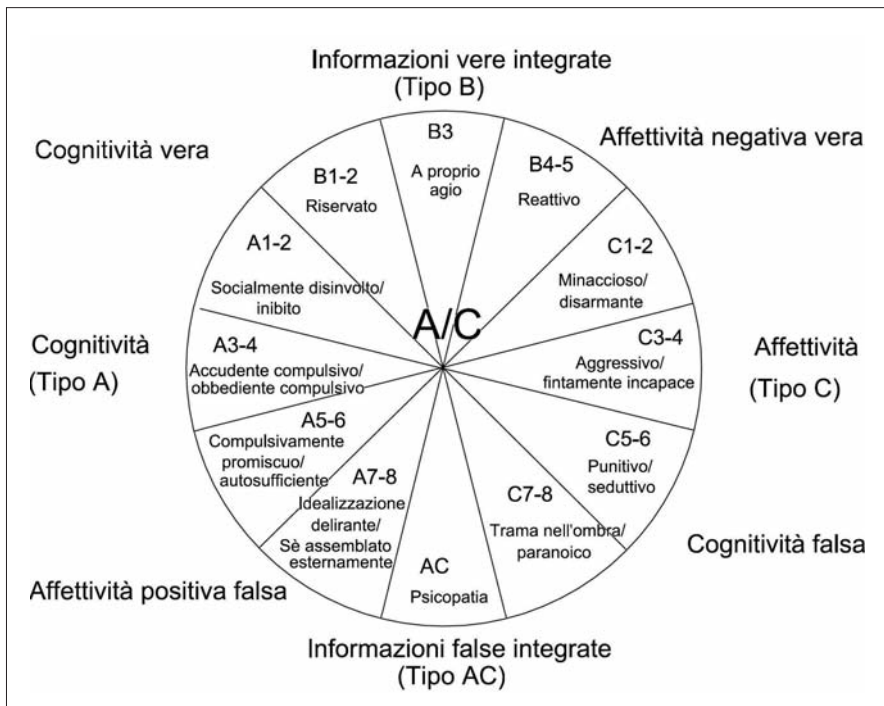 Informazioni vere integrate
(Tipo B)
Cognitività vera
Affettività negativa vera
B3
A proprio
agio
B1-2
Riservato
B4-5
Reattivo
A1-2
Socialmente disinvolto/
inibito
C1-2
Minaccioso/
disarmante
A/C
Cognitività
(Tipo A)
A3-4
Accudente compulsivo/
obbediente compulsivo
C3-4
Aggressivo/
fintamente incapace
Affettività
(Tipo C)
A5-6
Compulsivamente
promiscuo/
autosufficiente
C5-6
Punitivo/
seduttivo
A7-8
Idealizzazione
delirante/
Sè assemblato
esternamente
C7-8
Trama nell'ombra/
paranoico
AC
Psicopatia
Cognitività falsa
Affettività positiva falsa
Informazioni false integrate
(Tipo AC)